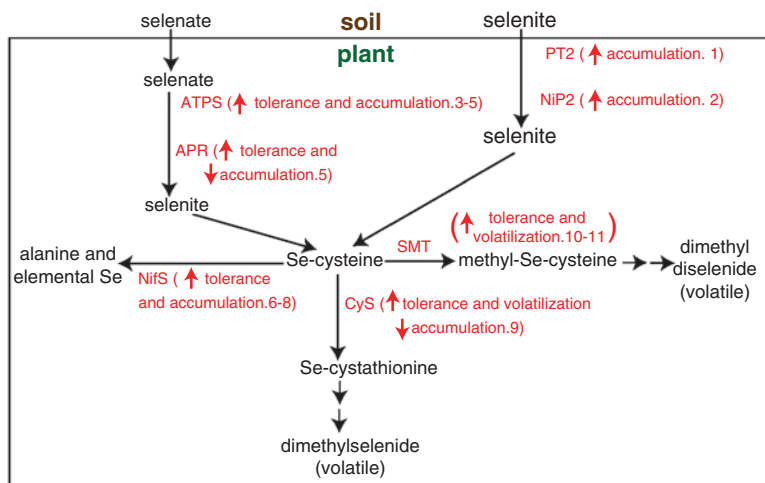 selenate
soil
selenite
plant
PT2 ( accumulation. 1)
selenate
ATPS ( tolerance and accumulation.3-5)
NiP2 ( accumulation. 2)
selenite
APR ( tolerance and
accumulation.5)
selenite
( tolerance and
volatilization.10-11)
SMT
alanine and
elemental Se
Se-cysteine
methyl-Se-cysteine
dimethyl
diselenide
(volatile)
NifS ( tolerance
and accumulation.6-8)
CyS ( tolerance and volatilization
accumulation.9)
Se-cystathionine
dimethylselenide
(volatile)